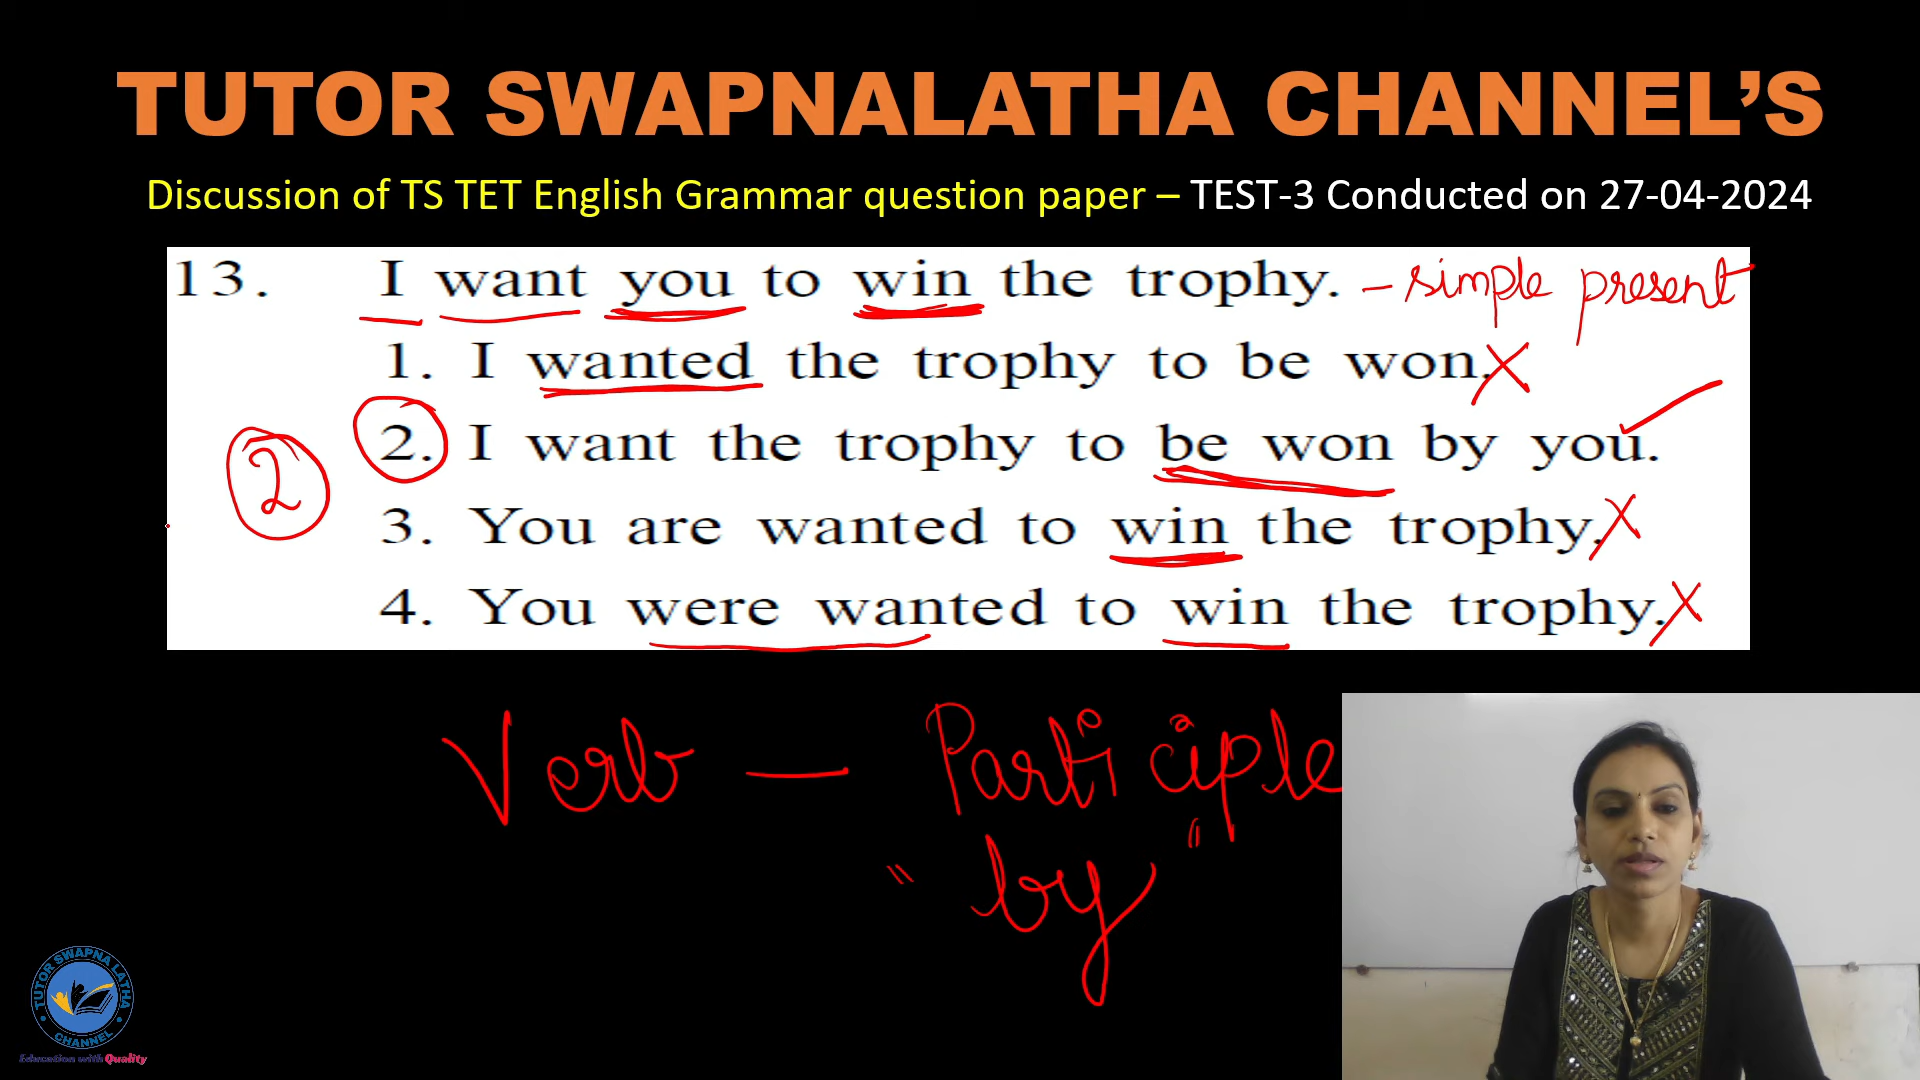 TUTOR SWAPNALATHA CHANNEL’S
Discussion of TS TET English Grammar question paper – TEST-3 Conducted on 27-04-2024
13. I want you to win the trophy. – simple present
1. I wanted the trophy to be won.
2. I want the trophy to be won by you.
2
3. You are wanted to win the trophy.
4. You were wanted to win the trophy.
Verb — Participle
"by"
TUTOR SWAPNA LATHA
CHANNEL
Education with Quality